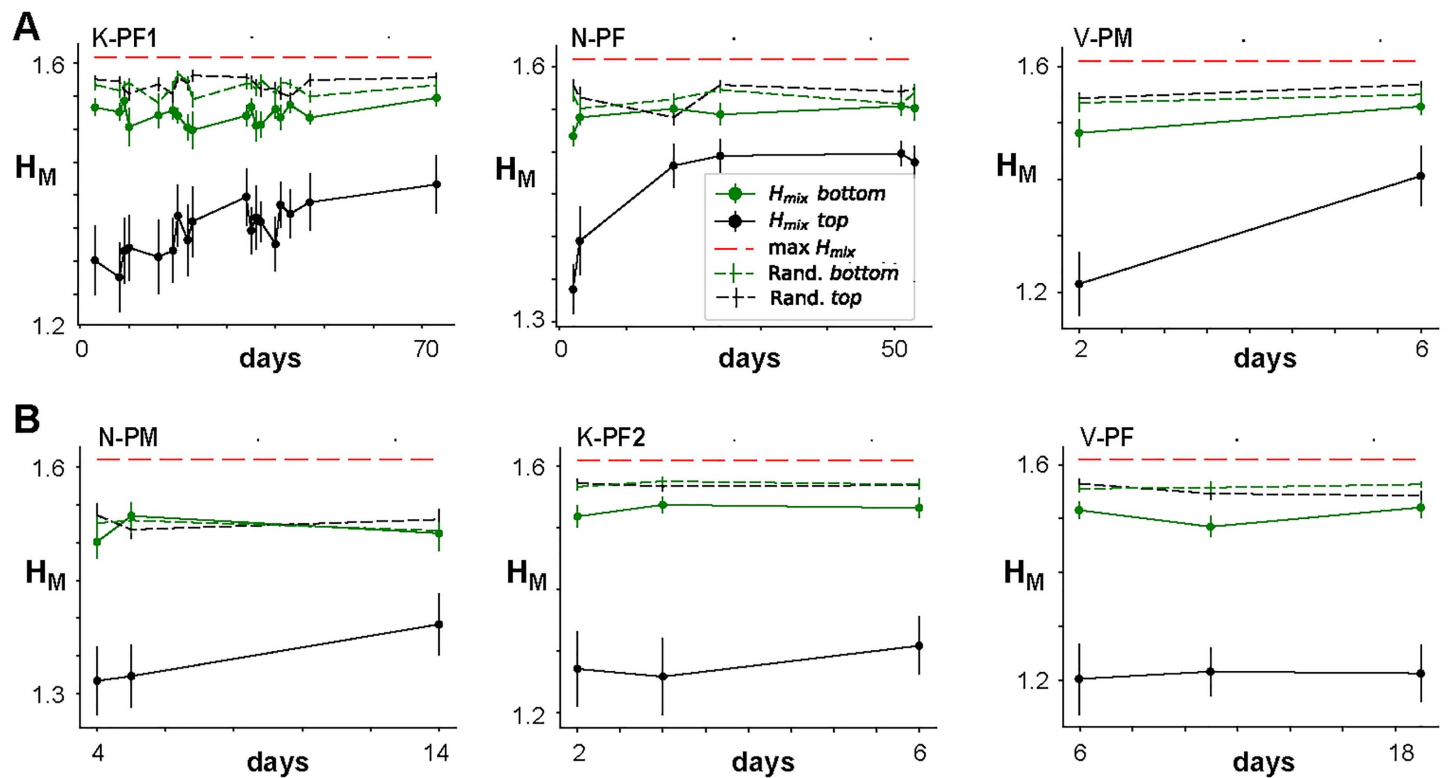 A
K-PF1
N-PF
V-PM
1.6
1.6
1.6
H_M
H_M
H_M
H_mix bottom
H_mix top
max H_mix
Rand. bottom
Rand. top
1.2
1.3
1.2
0
70
0
50
2
6
days
days
days
B
N-PM
K-PF2
V-PF
1.6
1.6
1.6
H_M
H_M
H_M
1.3
1.2
1.2
4
14
2
6
6
18
days
days
days